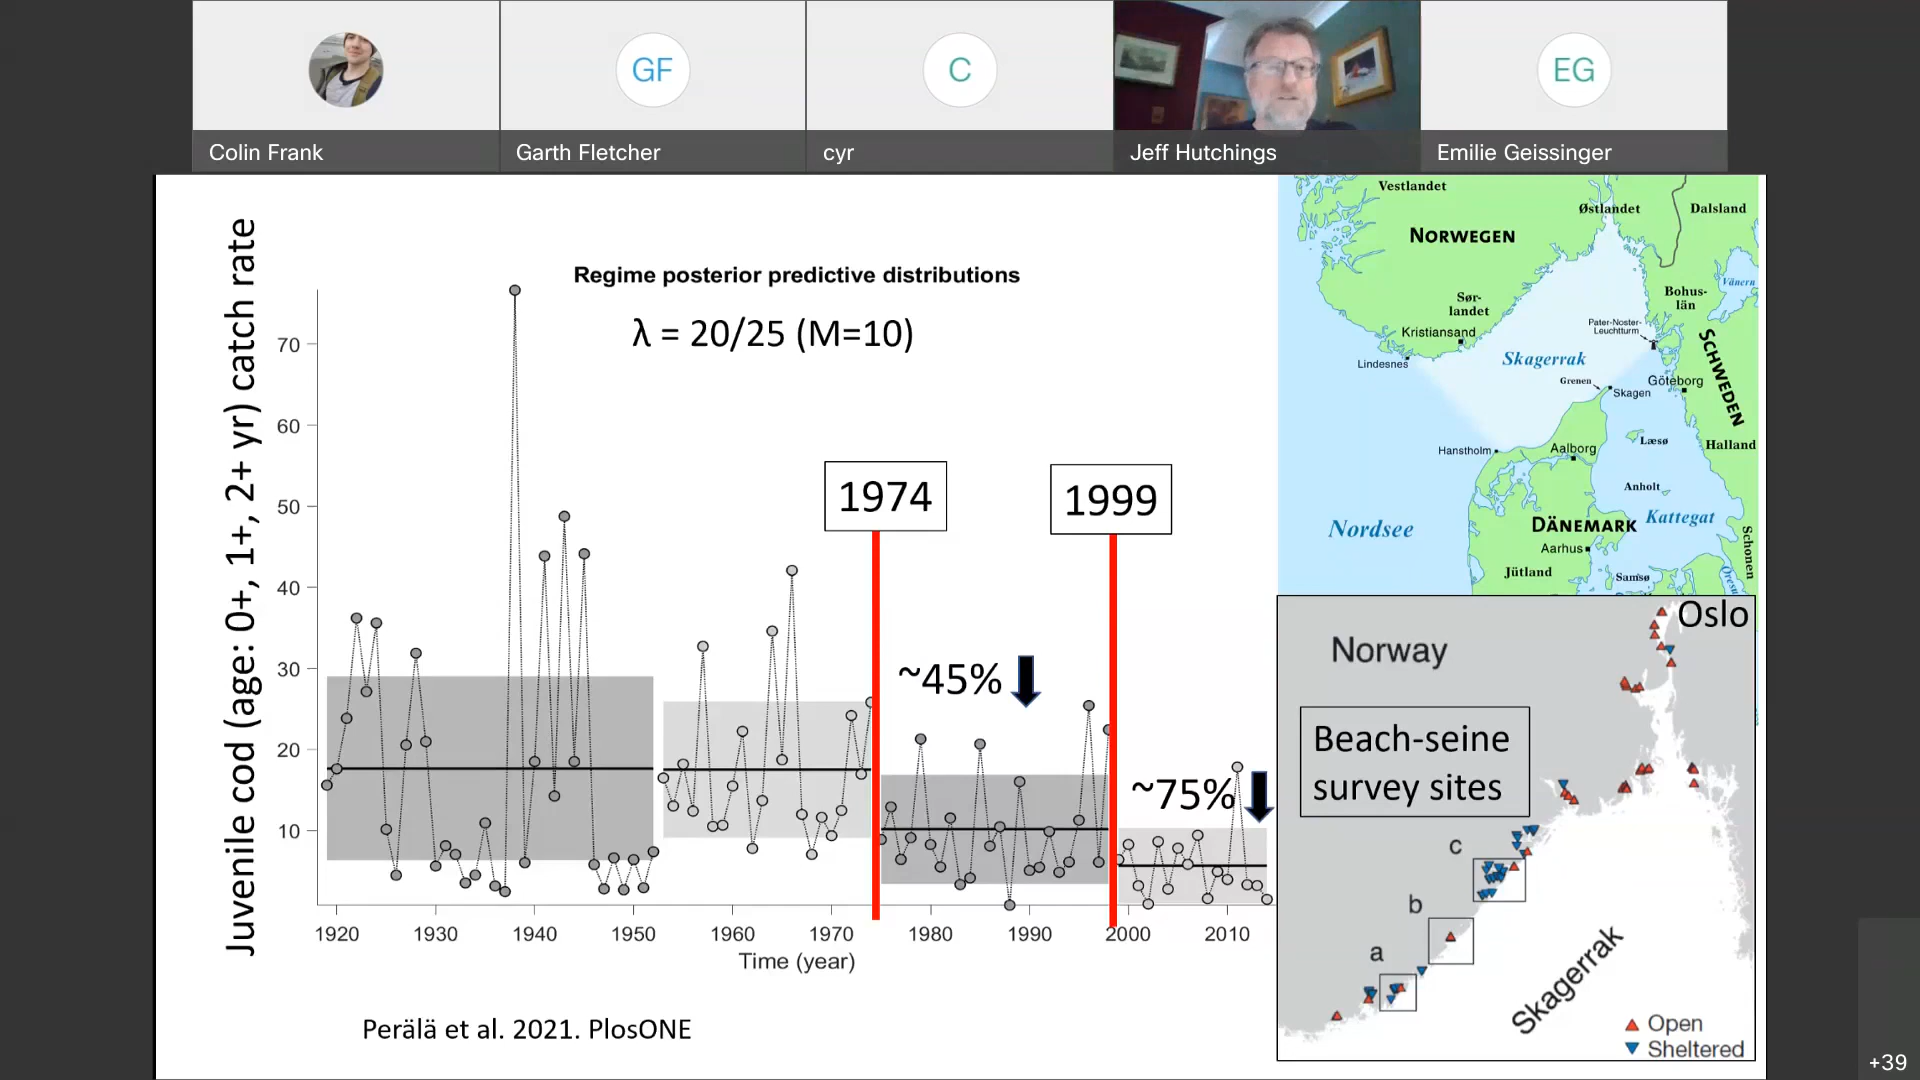 GF
C
EG
Colin Frank
Garth Fletcher
cyr
Jeff Hutchings
Emilie Geissinger
Juvenile cod (age: 0+, 1+, 2+ yr) catch rate
Regime posterior predictive distributions
λ = 20/25 (M=10)
70
60
50
40
30
20
10
1974
1999
~45%
~75%
1920
1930
1940
1950
1960
1970
1980
1990
2000
2010
Time (year)
Perälä et al. 2021. PlosONE
Vestlandet
Østlandet
Dalsland
NORWEGEN
Vänern
Bohus-
län
Sør-
landet
Kristiansand
Pater-Noster-
Leuchtturm
SCHWEDEN
Lindesnes
Skagerrak
Grenen
Göteborg
Skagen
Læsø
Halland
Hanstholm
Aalborg
Anholt
Nordsee
DÄNEMARK
Kattegat
Aarhus
Schonen
Jütland
Samsø
Oslo
Norway
Beach-seine
survey sites
c
b
a
Skagerrak
Open
Sheltered
+39